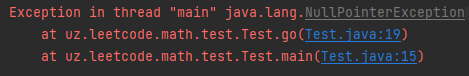 Exception in thread "main" java.lang.NullPointerException
at uz.leetcode.math.test.Test.go(Test.java:19)
at uz.leetcode.math.test.Test.main(Test.java:15)